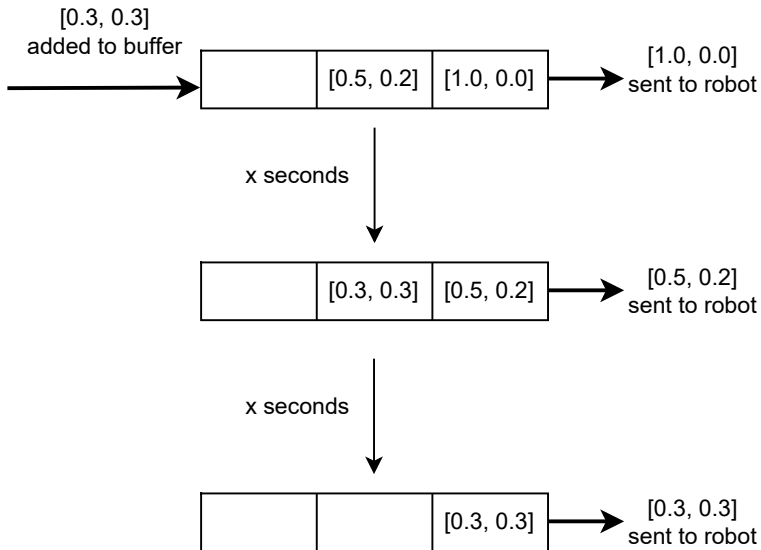 [0.3, 0.3]
added to buffer
[0.5, 0.2]
[1.0, 0.0]
[1.0, 0.0]
sent to robot
x seconds
[0.3, 0.3]
[0.5, 0.2]
[0.5, 0.2]
sent to robot
x seconds
[0.3, 0.3]
[0.3, 0.3]
sent to robot